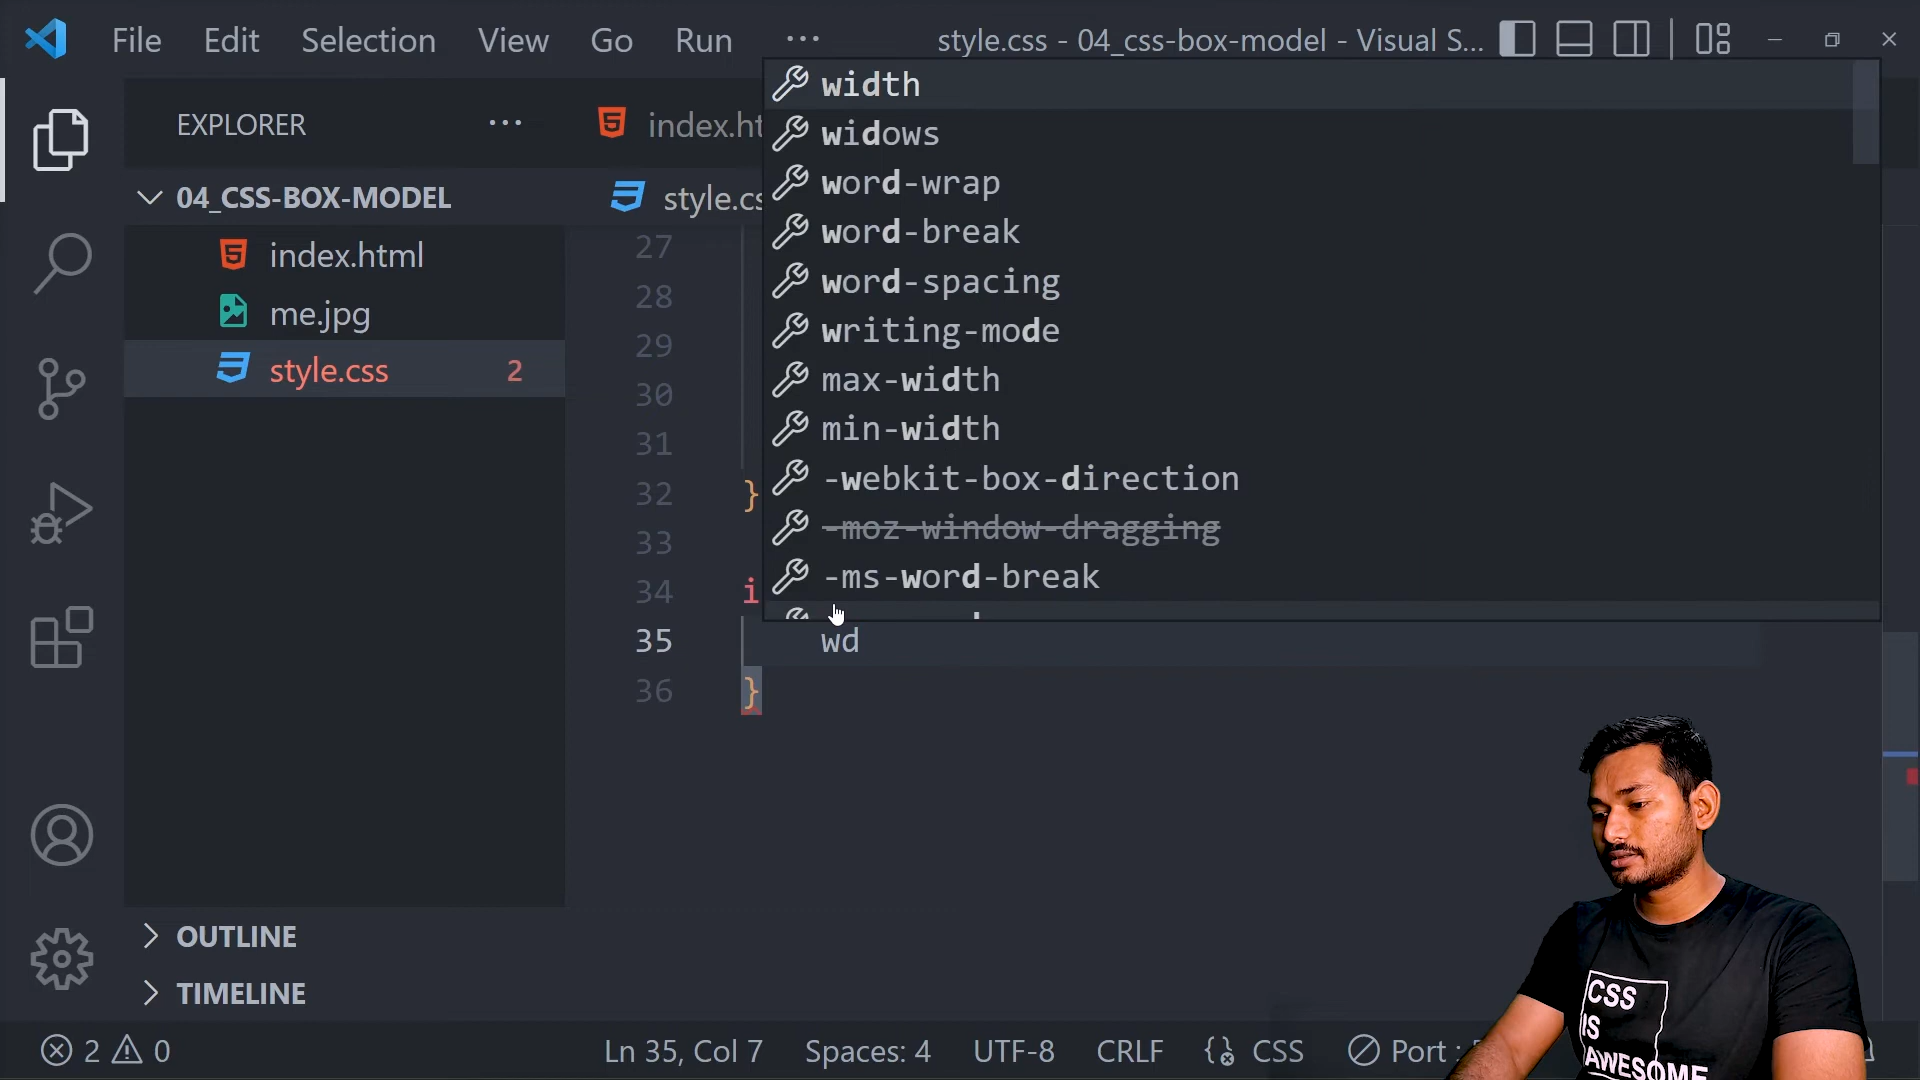 File Edit Selection View Go Run ··· style.css - 04_css-box-model - Visual S...
EXPLORER ···
04_CSS-BOX-MODEL
index.html
me.jpg
style.css 2
OUTLINE
TIMELINE
style.cs
27
28
29
30
31
32 }
33
34 i
35 wd
36 }
width
widows
word-wrap
word-break
word-spacing
writing-mode
max-width
min-width
-webkit-box-direction
-moz-window-dragging
-ms-word-break
CSS
IS
AWESOME
2 0 Ln 35, Col 7 Spaces: 4 UTF-8 CRLF CSS Port :